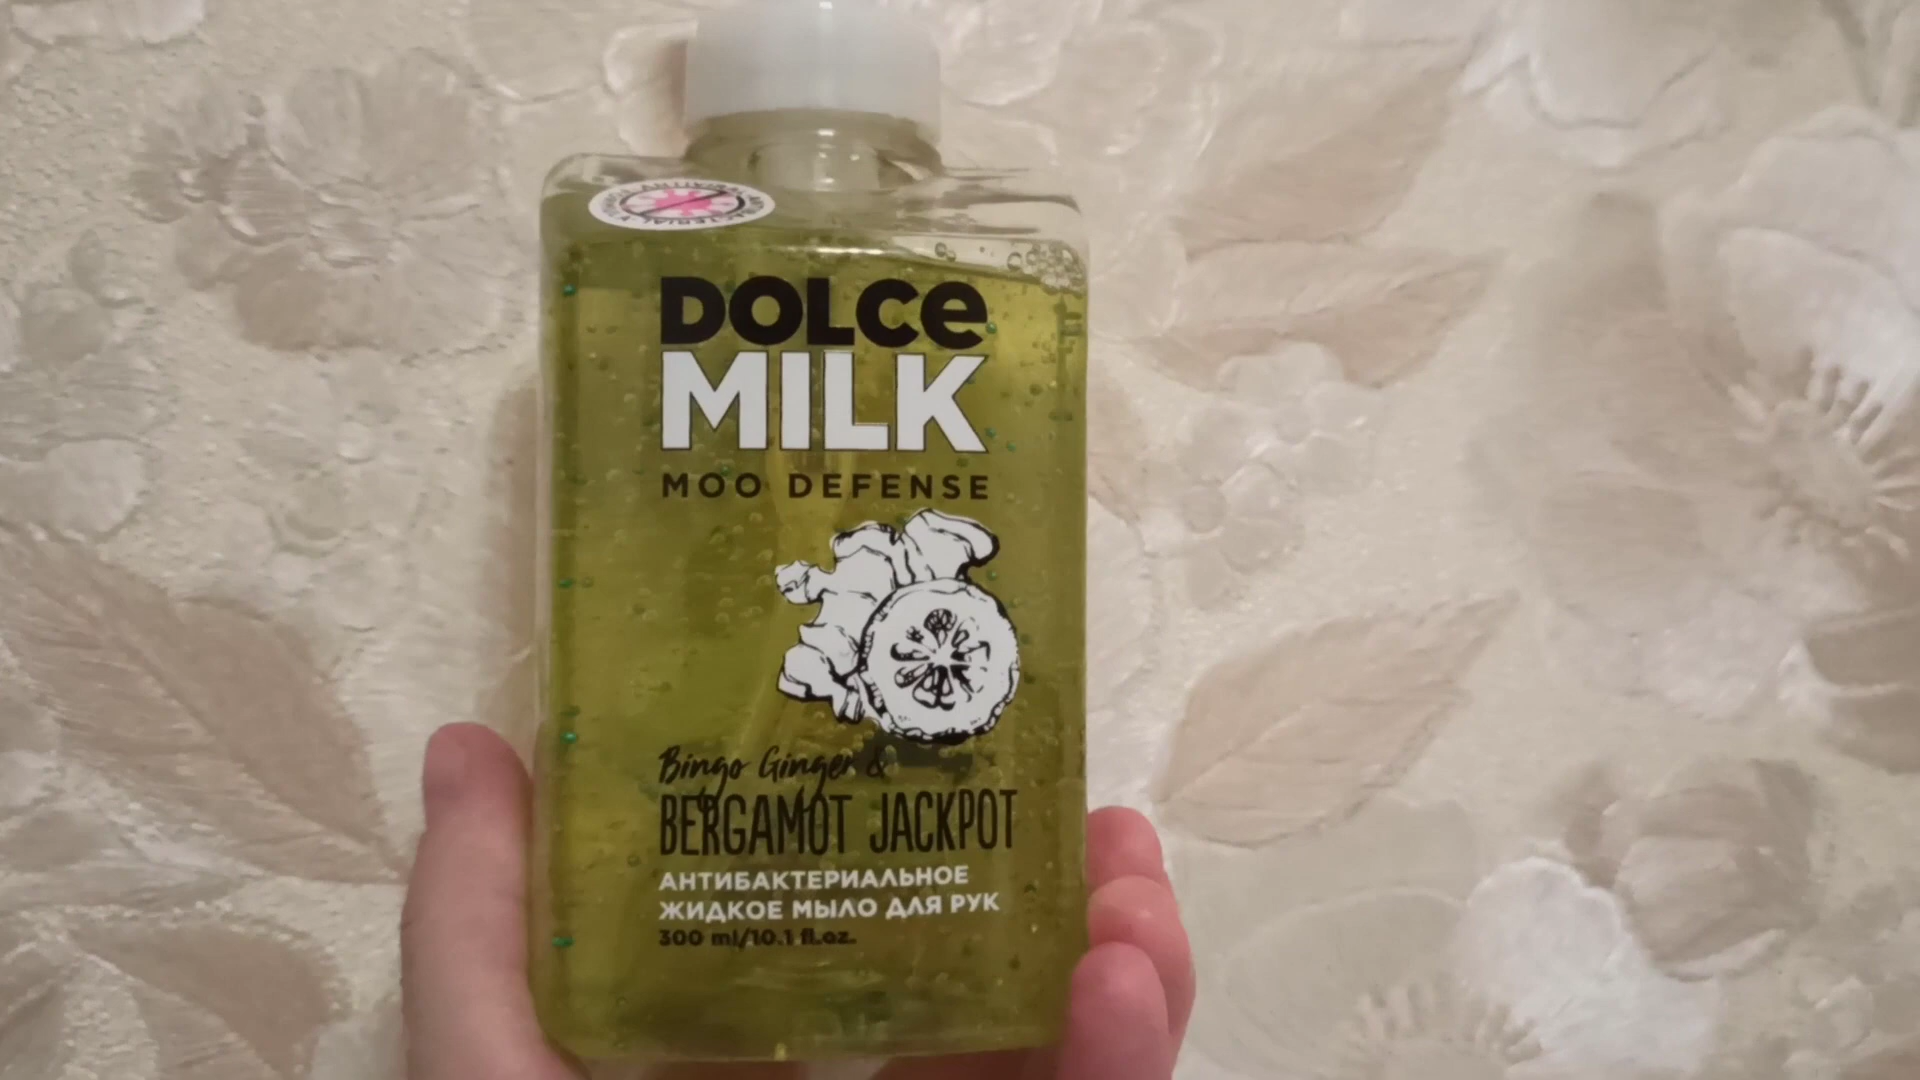 DOLCE
MILK
MOO DEFENSE
Bingo Ginger &
BERGAMOT JACKPOT
АНТИБАКТЕРИАЛЬНОЕ
ЖИДКОЕ МЫЛО ДЛЯ РУК
300 ml/10.1 fl.oz.